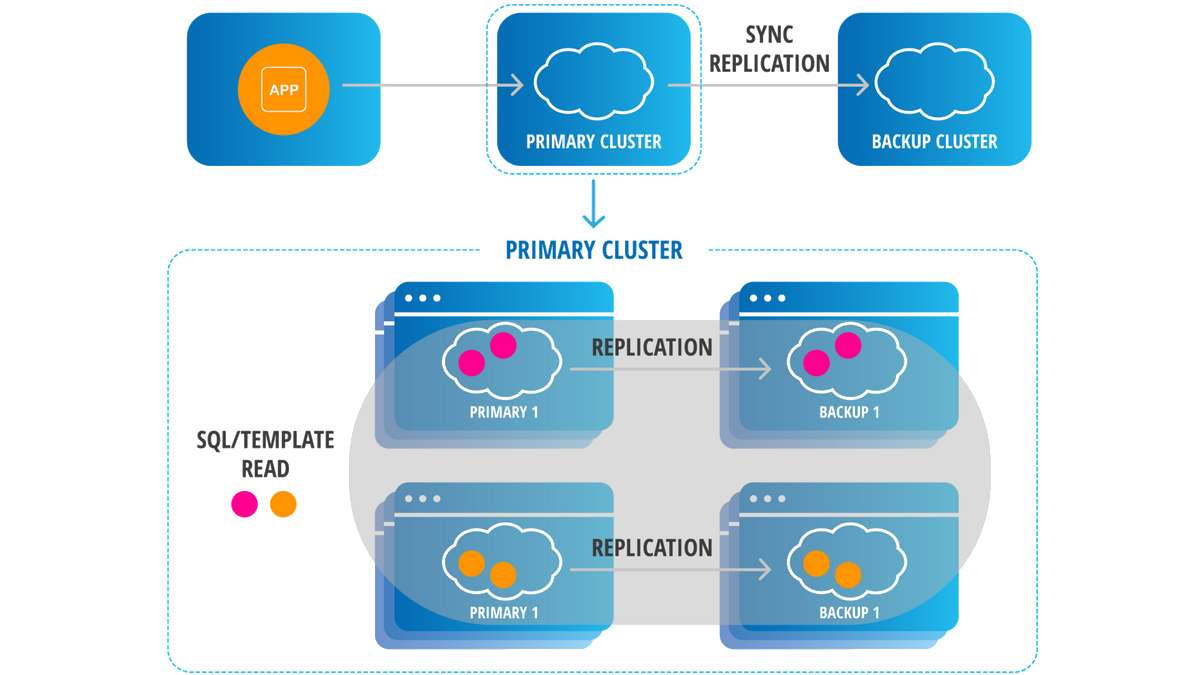 APP
PRIMARY CLUSTER
SYNC
REPLICATION
BACKUP CLUSTER
PRIMARY CLUSTER
REPLICATION
PRIMARY 1
BACKUP 1
SQL/TEMPLATE
READ
REPLICATION
PRIMARY 1
BACKUP 1